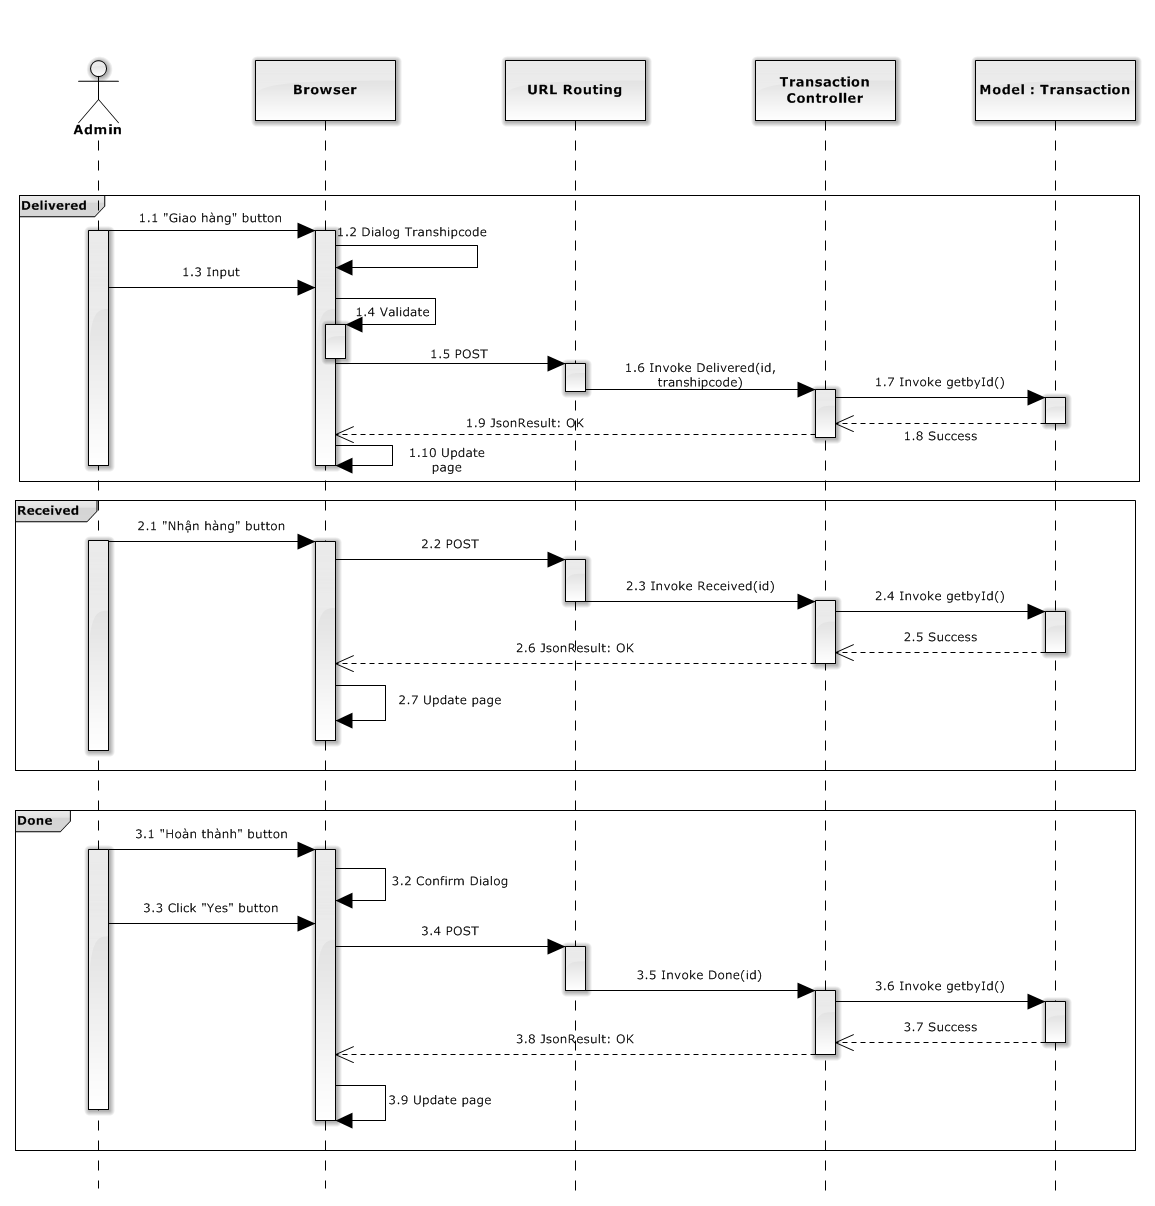 Admin
Browser
URL Routing
Transaction
Controller
Model : Transaction
Delivered
1.1 "Giao hàng" button
1.2 Dialog Transhipcode
1.3 Input
1.4 Validate
1.5 POST
1.6 Invoke Delivered(id,
transhipcode)
1.7 Invoke getbyId()
1.8 Success
1.9 JsonResult: OK
1.10 Update
page
Received
2.1 "Nhận hàng" button
2.2 POST
2.3 Invoke Received(id)
2.4 Invoke getbyId()
2.5 Success
2.6 JsonResult: OK
2.7 Update page
Done
3.1 "Hoàn thành" button
3.2 Confirm Dialog
3.3 Click "Yes" button
3.4 POST
3.5 Invoke Done(id)
3.6 Invoke getbyId()
3.7 Success
3.8 JsonResult: OK
3.9 Update page